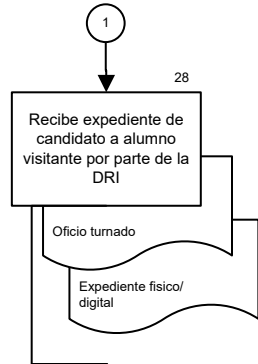 1
28
Recibe expediente de
candidato a alumno
visitante por parte de la
DRI
Oficio turnado
Expediente fisico/
digital